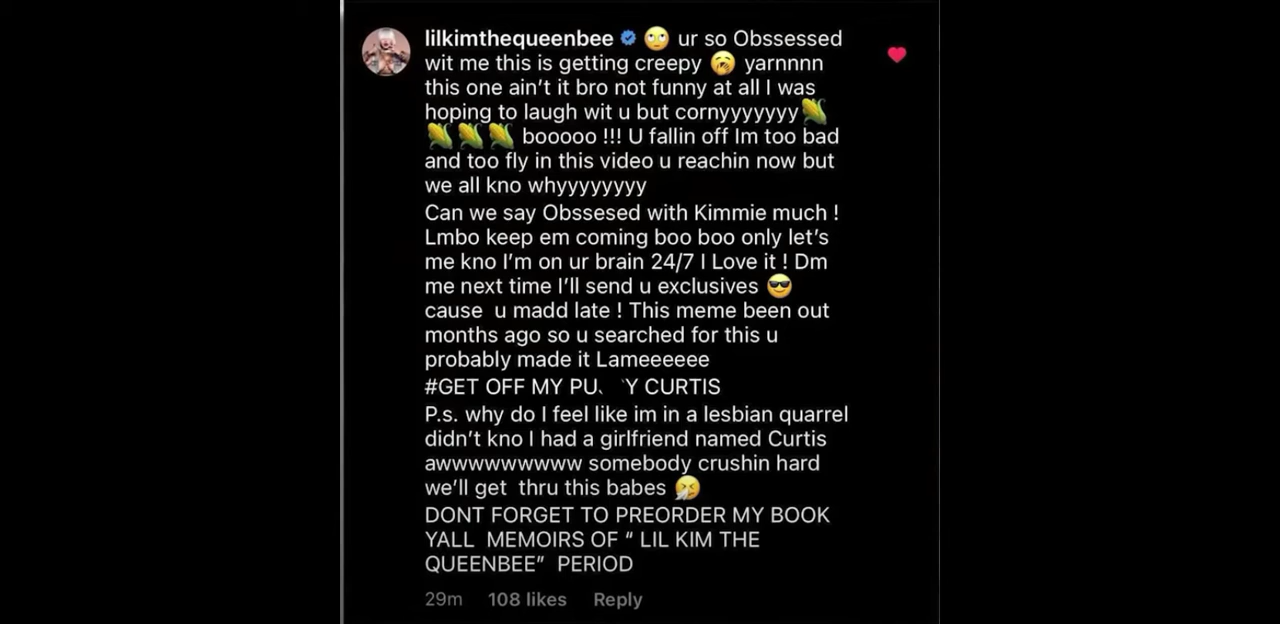 lilkimthequeenbee 🙄 ur so Obssessed
wit me this is getting creepy 🥱 yarnnnn
this one ain't it bro not funny at all I was
hoping to laugh wit u but cornyyyyyyy🌽
🌽🌽🌽 booooo !!! U fallin off Im too bad
and too fly in this video u reachin now but
we all kno whyyyyyyyy
Can we say Obssesed with Kimmie much !
Lmbo keep em coming boo boo only let's
me kno I'm on ur brain 24/7 I Love it ! Dm
me next time I'll send u exclusives 😎
cause u madd late ! This meme been out
months ago so u searched for this u
probably made it Lameeeeee
#GET OFF MY PU Y CURTIS
P.s. why do I feel like im in a lesbian quarrel
didn't kno I had a girlfriend named Curtis
awwwwwwwww somebody crushin hard
we'll get thru this babes 🤧
DONT FORGET TO PREORDER MY BOOK
YALL MEMOIRS OF " LIL KIM THE
QUEENBEE" PERIOD
29m 108 likes Reply